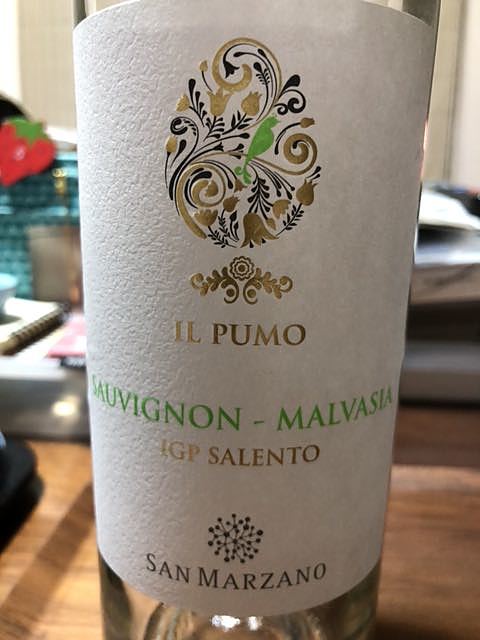 IL PUMO
SAUVIGNON - MALVASIA
IGP SALENTO
SAN MARZANO